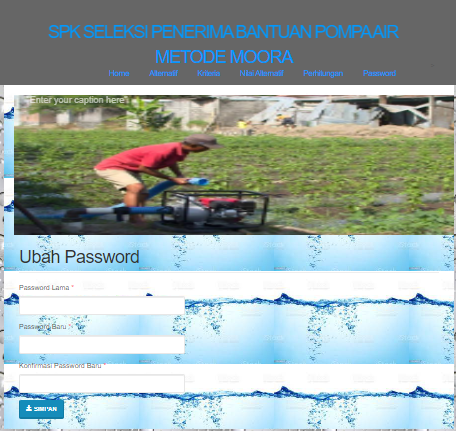 SPK SELEKSI PENERIMA BANTUAN POMPA AIR
METODE MOORA
Home Alternatif Kriteria Nilai Alternatif Perhitungan Password
Enter your caption here
Ubah Password
Password Lama *
Password Baru *
Konfirmasi Password Baru *
SIMPAN